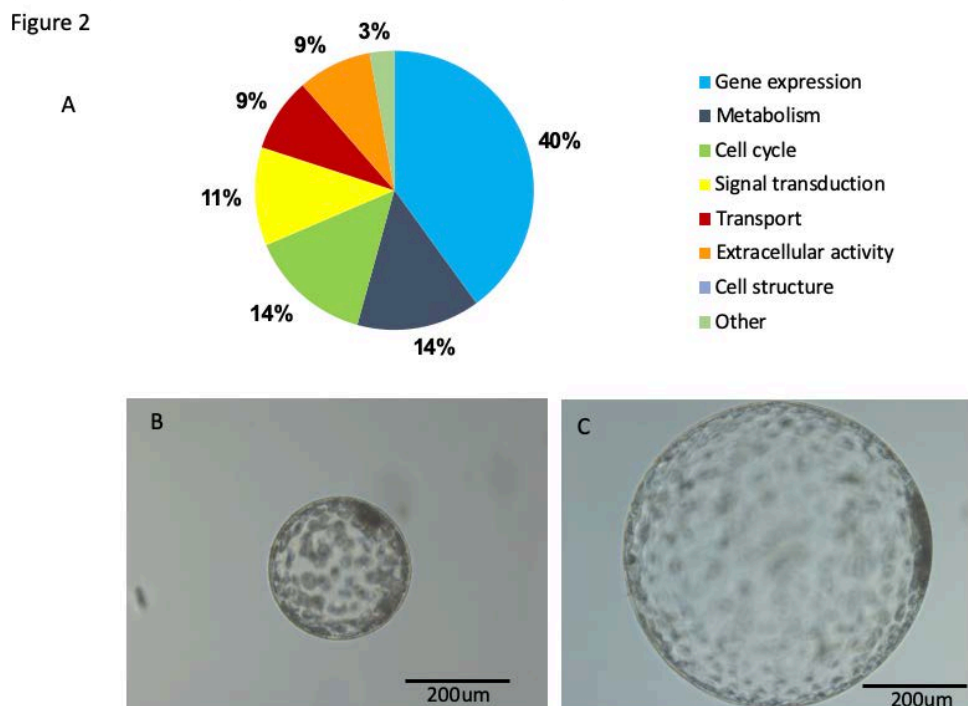 Figure 2
A
3%
9%
9%
40%
11%
14%
14%
Gene expression
Metabolism
Cell cycle
Signal transduction
Transport
Extracellular activity
Cell structure
Other
B
200um
C
200um